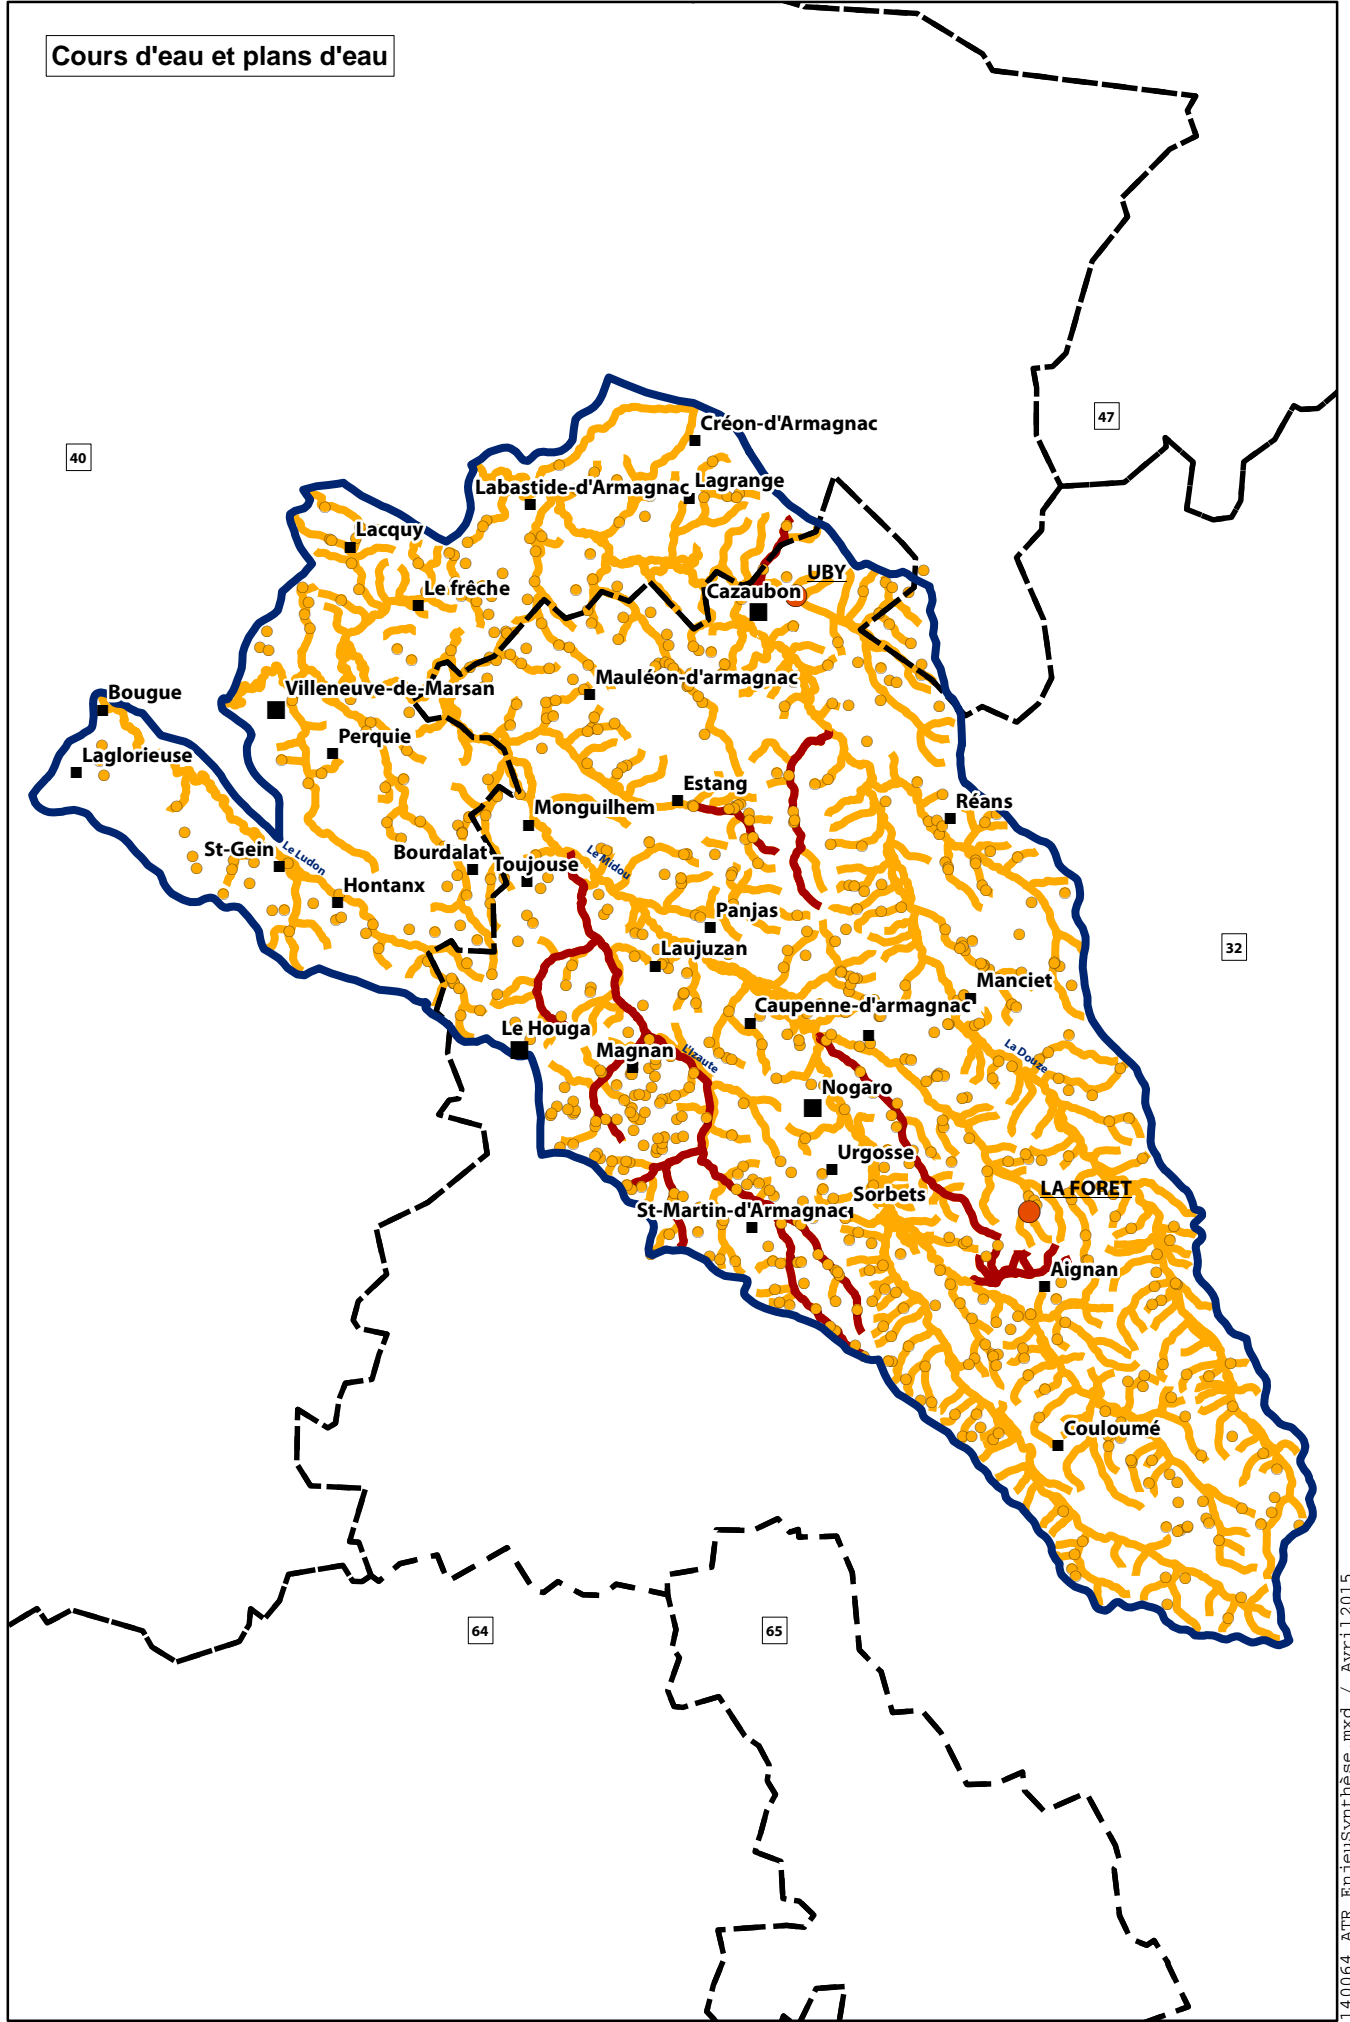 Cours d'eau et plans d'eau
47
40
Créon-d'Armagnac
Labastide-d'Armagnac
Lagrange
Lacquy
UBY
Le frêche
Cazaubon
Mauléon-d'armagnac
Villeneuve-de-Marsan
Bougue
Perquie
Laglorieuse
Estang
Réans
Monguilhem
St-Gein
Le Ludon
Bourdalat
Toujouse
Le Midou
Hontanx
Panjas
Laujuzan
32
Manciet
Caupenne-d'armagnac
Le Houga
Magnan
L'Izaute
La Douze
Nogaro
Urgosse
LA FORET
Sorbets
St-Martin-d'Armagnac
Aignan
Couloumé
64
65
140064_ATR_EnjeuSynthèse.mxd / Avril2015